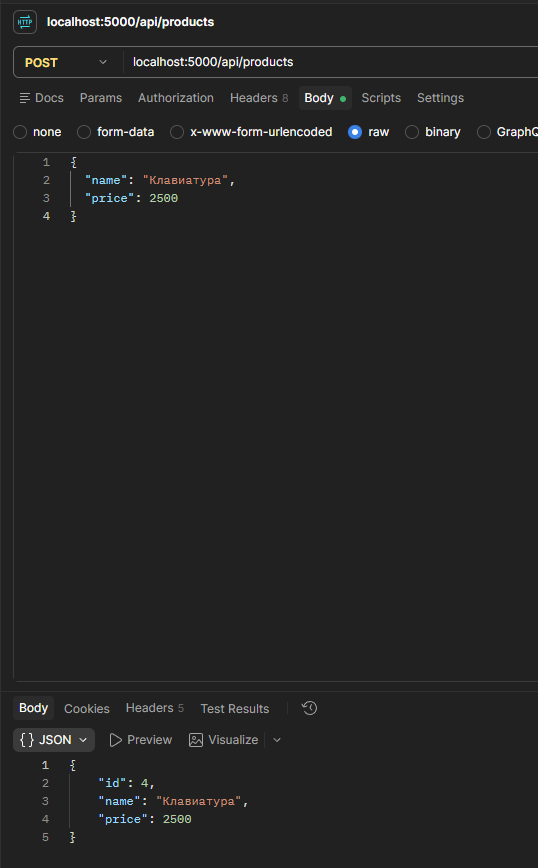 HTTP localhost:5000/api/products
POST localhost:5000/api/products
Docs Params Authorization Headers 8 Body Scripts Settings
none form-data x-www-form-urlencoded raw binary GraphQ
1 {
2 "name": "Клавиатура",
3 "price": 2500
4 }
Body Cookies Headers 5 Test Results
{} JSON Preview Visualize
1 {
2 "id": 4,
3 "name": "Клавиатура",
4 "price": 2500
5 }